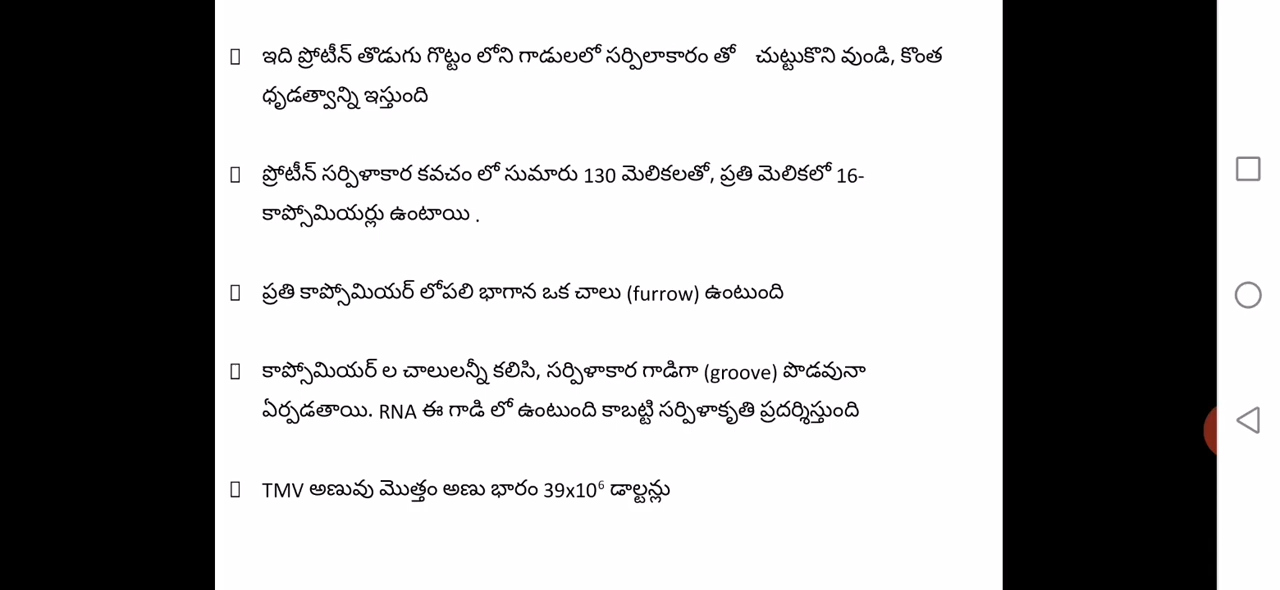 ఇది ప్రోటీన్ తొడుగు గొట్టం లోని గాడులలో సర్పిలాకారం తో చుట్టుకొని వుండి, కొంత
ధృడత్వాన్ని ఇస్తుంది
ప్రోటీన్ సర్పిళాకార కవచం లో సుమారు 130 మెలికలతో, ప్రతి మెలికలో 16-
కాప్సోమియర్లు ఉంటాయి .
ప్రతి కాప్సోమియర్ లోపలి భాగాన ఒక చాలు (furrow) ఉంటుంది
కాప్సోమియర్ ల చాలులన్నీ కలిసి, సర్పిళాకార గాడిగా (groove) పొడవునా
ఏర్పడతాయి. RNA ఈ గాడి లో ఉంటుంది కాబట్టి సర్పిళాకృతి ప్రదర్శిస్తుంది
TMV అణువు మొత్తం అణు భారం 39x10⁶ డాల్టన్లు